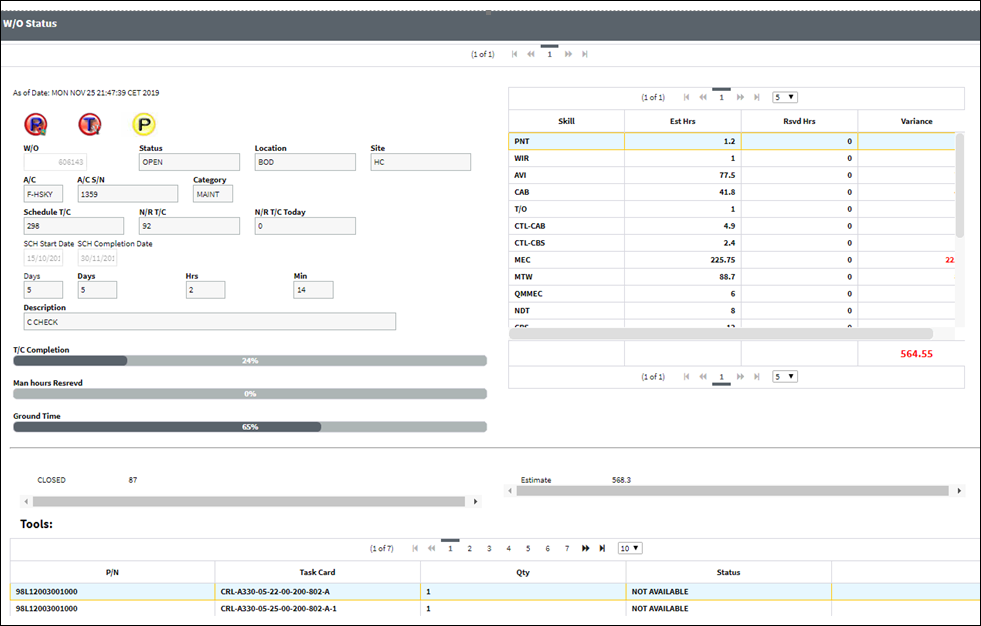 W/O Status
(1 of 1) 1
As of Date: MON NOV 25 21:47:39 CET 2019
P T P
W/O Status Location Site
606143 OPEN BOD HC
A/C A/C S/N Category
F-HSKY 1359 MAINT
Schedule T/C N/R T/C N/R T/C Today
298 92 0
SCH Start Date SCH Completion Date
15/10/201 30/11/201
Days Days Hrs Min
5 5 2 14
Description
C CHECK
T/C Completion
24%
Man hours Resrevd
0%
Ground Time
65%
(1 of 1) 1 5
Skill Est Hrs Rsvd Hrs Variance
PNT 1.2 0
WIR 1 0
AVI 77.5 0
CAB 41.8 0
T/O 1 0
CTL-CAB 4.9 0
CTL-CBS 2.4 0
MEC 225.75 0 22
MTW 88.7 0
QMMEC 6 0
NDT 8 0
564.55
(1 of 1) 1 5
CLOSED 87
Estimate 568.3
Tools:
(1 of 7) 1 2 3 4 5 6 7 10
P/N Task Card Qty Status
98L12003001000 CRL-A330-05-22-00-200-802-A 1 NOT AVAILABLE
98L12003001000 CRL-A330-05-25-00-200-802-A-1 1 NOT AVAILABLE